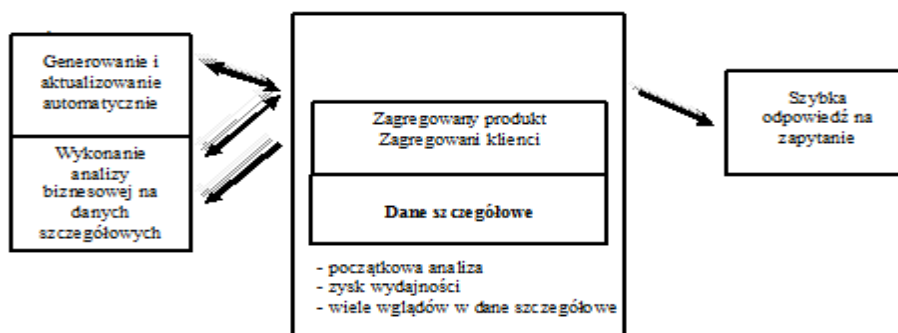 Generowanie i
aktualizowanie
automatycznie
Wykonanie
analizy
biznesowej na
danych
szczegółowych
Zagregowany produkt
Zagregowani klienci
Dane szczegółowe
- początkowa analiza
- zysk wydajności
- wiele wglądów w dane szczegółowe
Szybka
odpowiedź na
zapytanie